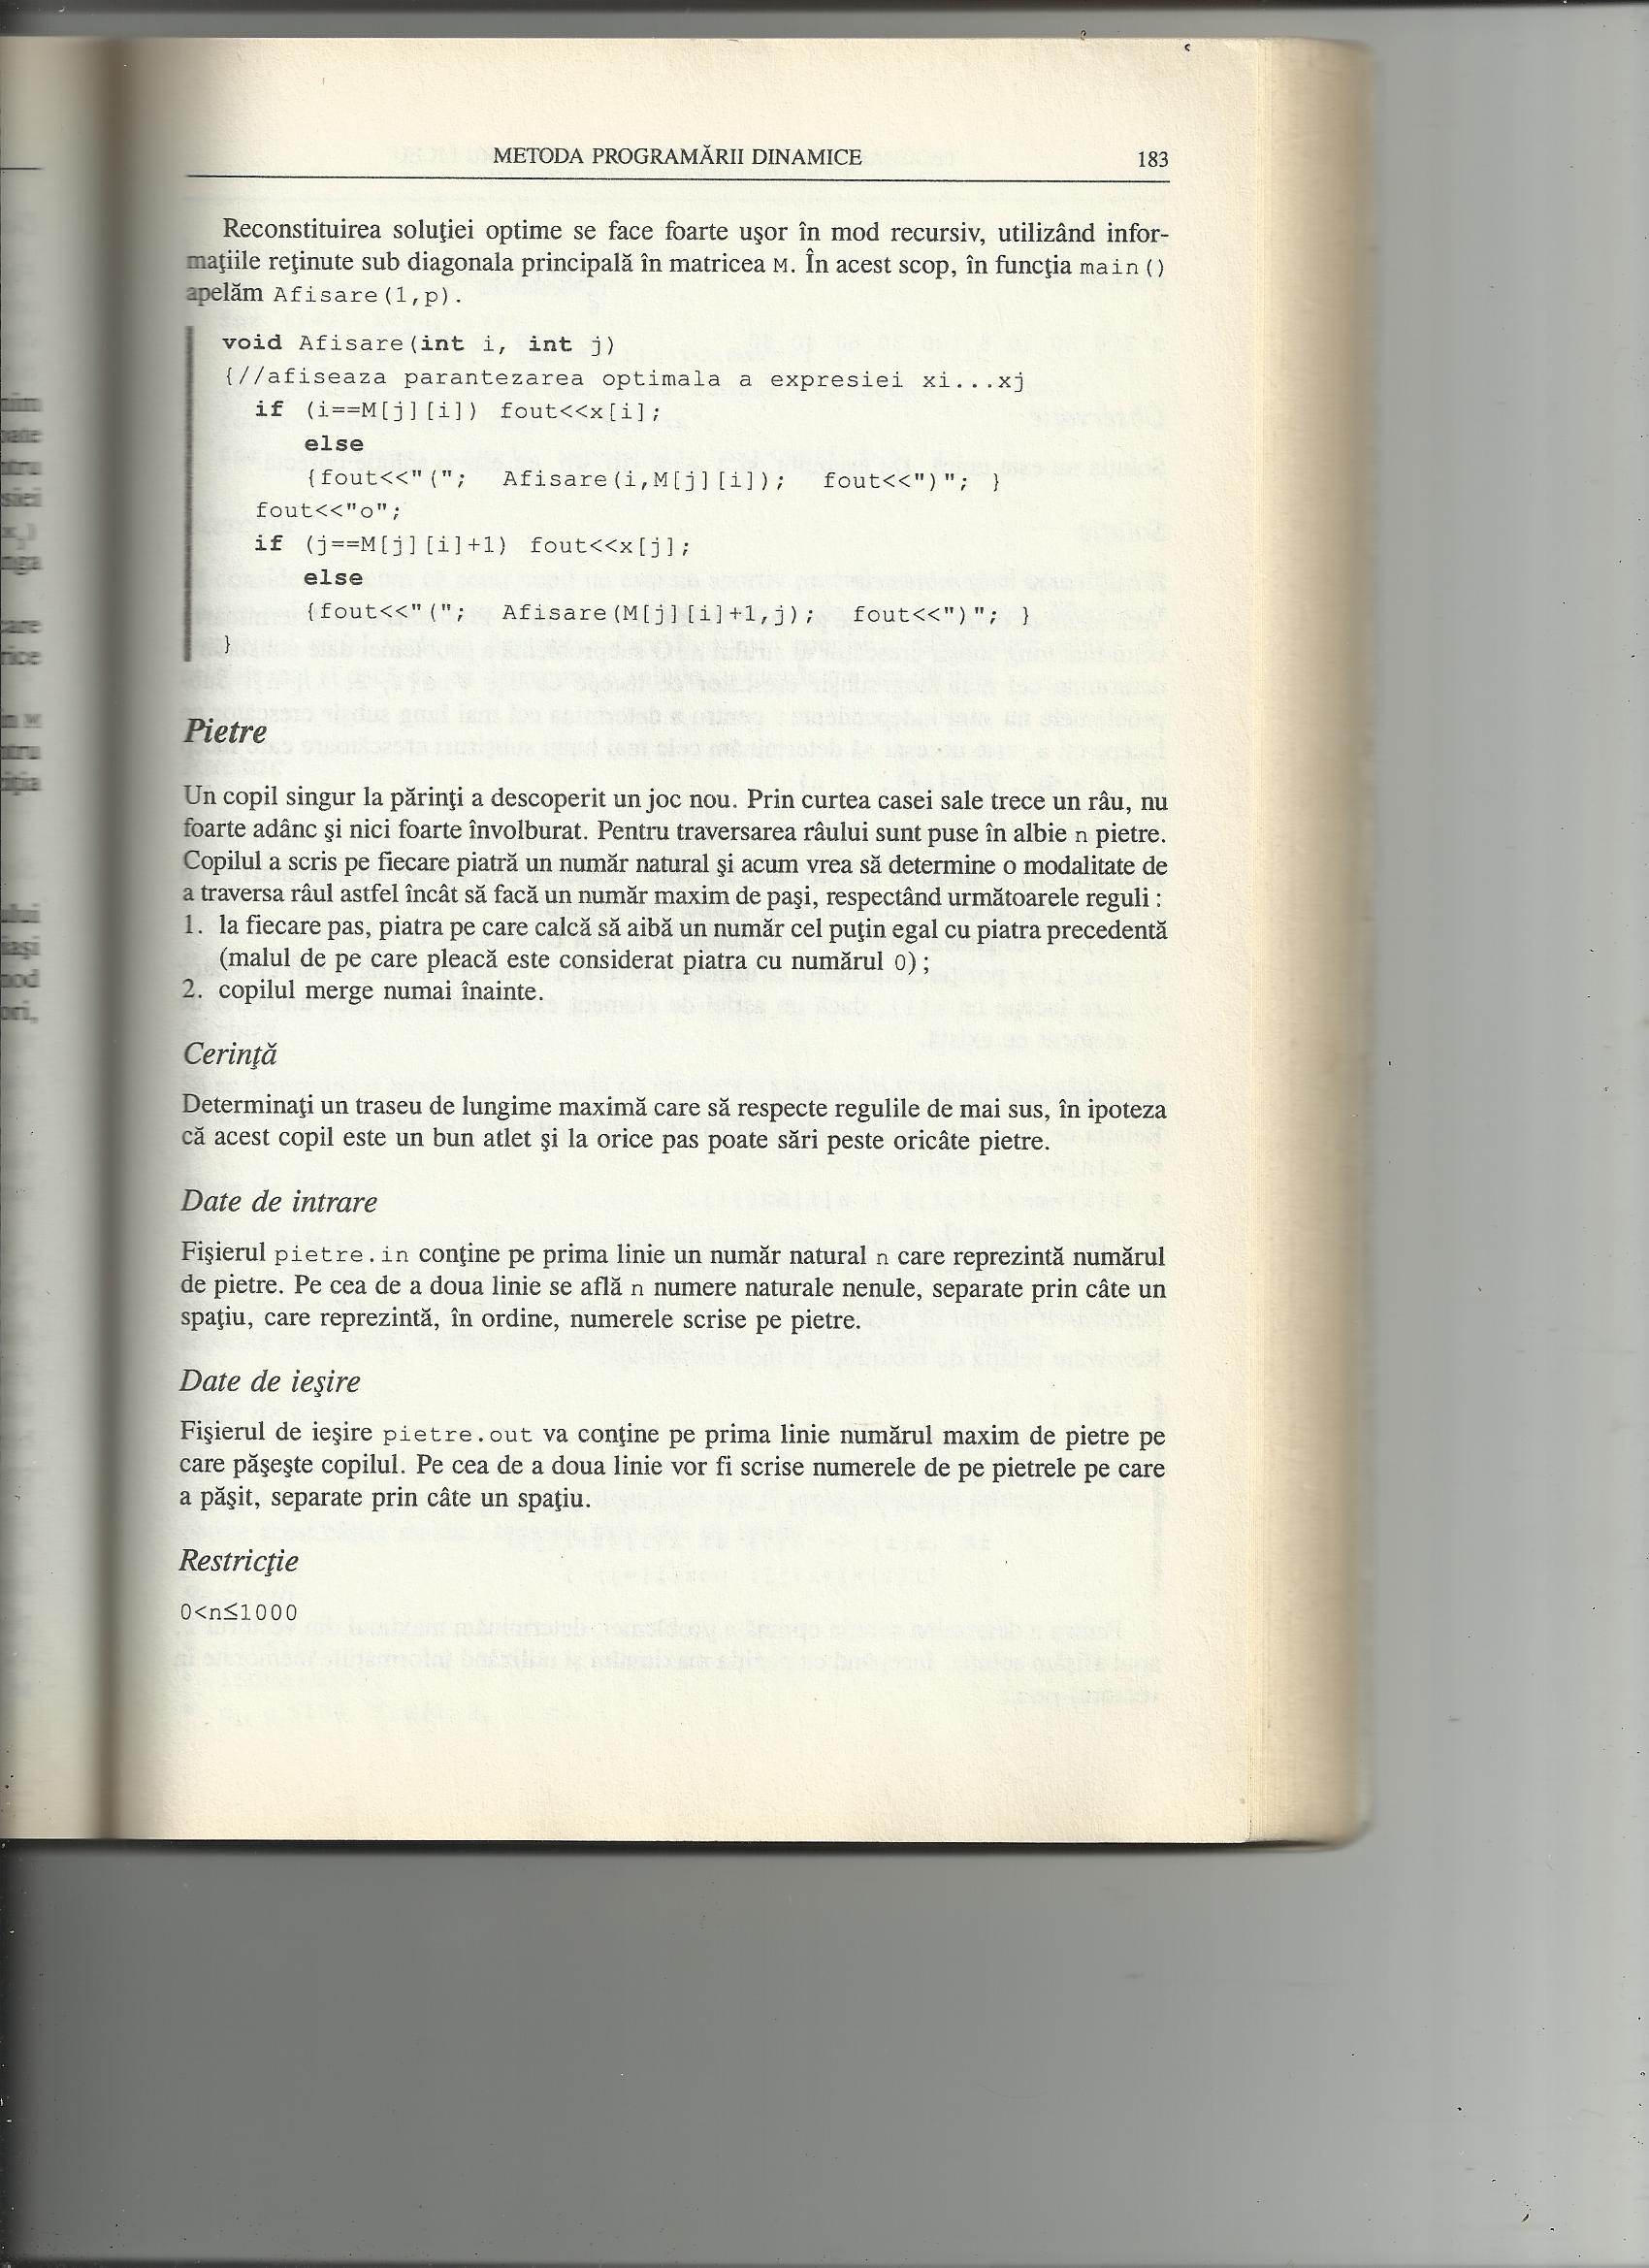 METODA PROGRAMĂRII DINAMICE 183
Reconstituirea soluţiei optime se face foarte uşor în mod recursiv, utilizând infor-
maţiile reţinute sub diagonala principală în matricea M. În acest scop, în funcţia main()
apelăm Afisare(1,p).
void Afisare(int i, int j)
{//afiseaza parantezarea optimala a expresiei xi...xj
if (i==M[j][i]) fout<<x[i];
else
{fout<<"("; Afisare(i,M[j][i]); fout<<")"; }
fout<<"o";
if (j==M[j][i]+1) fout<<x[j];
else
{fout<<"("; Afisare(M[j][i]+1,j); fout<<")"; }
}
Pietre
Un copil singur la părinţi a descoperit un joc nou. Prin curtea casei sale trece un râu, nu
foarte adânc şi nici foarte învolburat. Pentru traversarea râului sunt puse în albie n pietre.
Copilul a scris pe fiecare piatră un număr natural şi acum vrea să determine o modalitate de
a traversa râul astfel încât să facă un număr maxim de paşi, respectând următoarele reguli :
1. la fiecare pas, piatra pe care calcă să aibă un număr cel puţin egal cu piatra precedentă
(malul de pe care pleacă este considerat piatra cu numărul 0) ;
2. copilul merge numai înainte.
Cerinţă
Determinaţi un traseu de lungime maximă care să respecte regulile de mai sus, în ipoteza
că acest copil este un bun atlet şi la orice pas poate sări peste oricâte pietre.
Date de intrare
Fişierul pietre.in conţine pe prima linie un număr natural n care reprezintă numărul
de pietre. Pe cea de a doua linie se află n numere naturale nenule, separate prin câte un
spaţiu, care reprezintă, în ordine, numerele scrise pe pietre.
Date de ieşire
Fişierul de ieşire pietre.out va conţine pe prima linie numărul maxim de pietre pe
care păşeşte copilul. Pe cea de a doua linie vor fi scrise numerele de pe pietrele pe care
a păşit, separate prin câte un spaţiu.
Restricţie
0<n≤1000